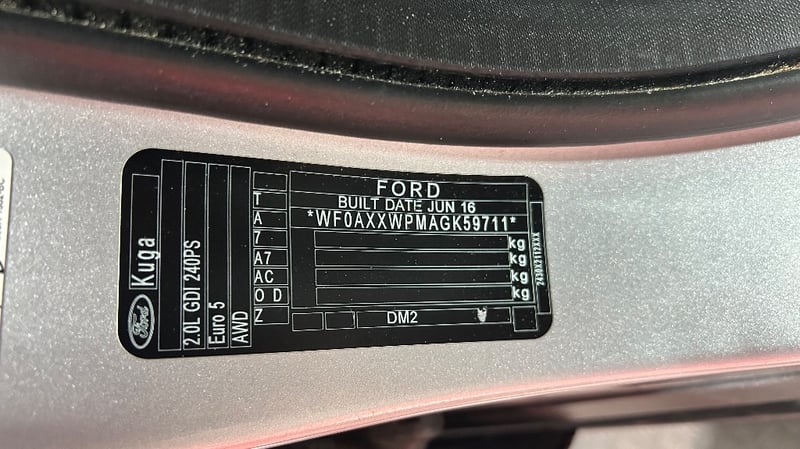 FORD
BUILT DATE JUN 16
*WF0AXXWPMAGK59711*
kg
kg
kg
kg
DM2
T
A
7
A7
AC
O D
Z
Ford
Kuga
2.0L GDI 240PS
Euro 5
AWD
2439X2112XXX